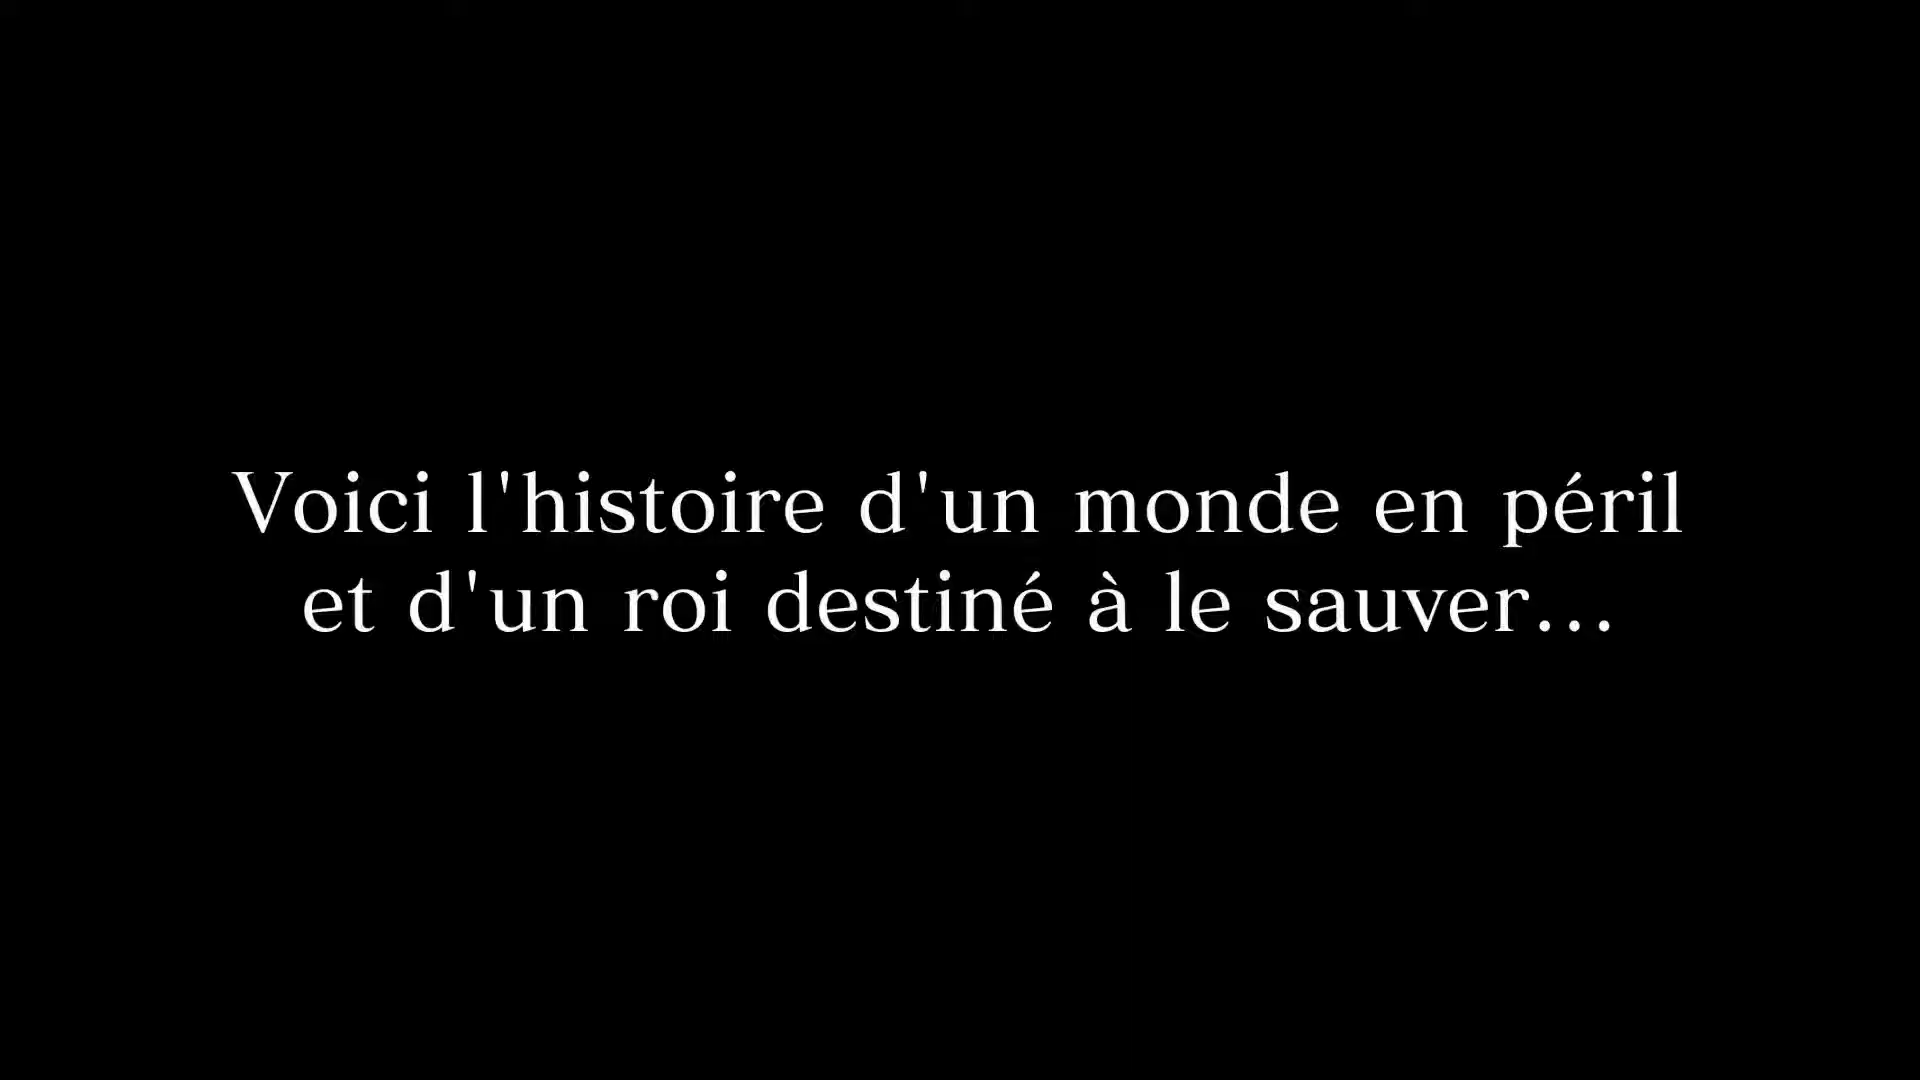 Voici l'histoire d'un monde en péril
et d'un roi destiné à le sauver...